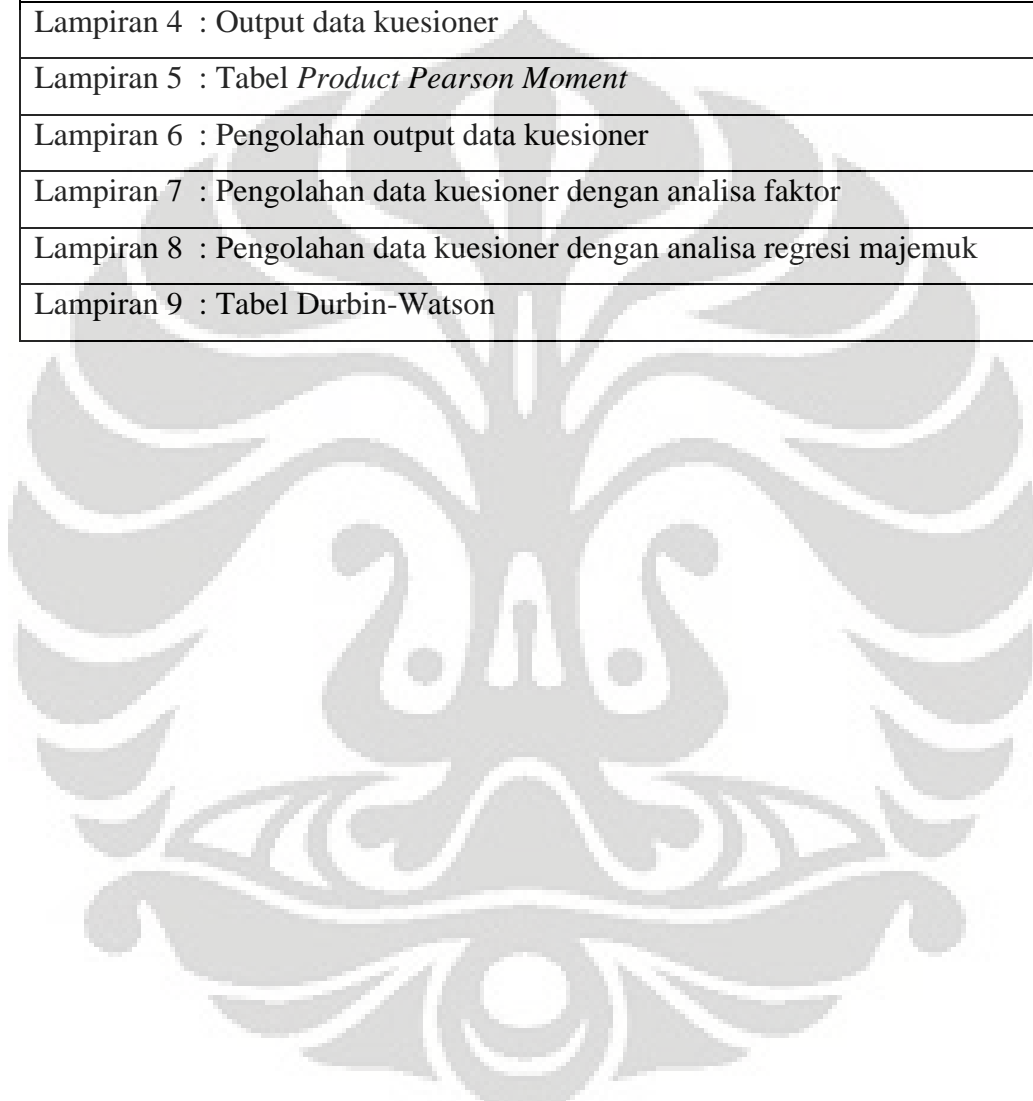 Lampiran 4 : Output data kuesioner
Lampiran 5 : Tabel Product Pearson Moment
Lampiran 6 : Pengolahan output data kuesioner
Lampiran 7 : Pengolahan data kuesioner dengan analisa faktor
Lampiran 8 : Pengolahan data kuesioner dengan analisa regresi majemuk
Lampiran 9 : Tabel Durbin-Watson